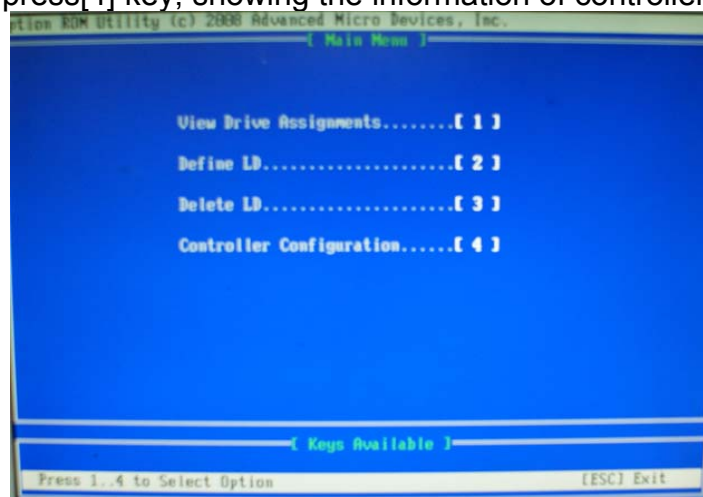 press[4] key, showing the information of controller
tion ROM Utility (c) 2008 Advanced Micro Devices, Inc.
[ Main Menu ]
View Drive Assignments........[ 1 ]
Define LD.....................[ 2 ]
Delete LD.....................[ 3 ]
Controller Configuration......[ 4 ]
[ Keys Available ]
Press 1..4 to Select Option [ESC] Exit